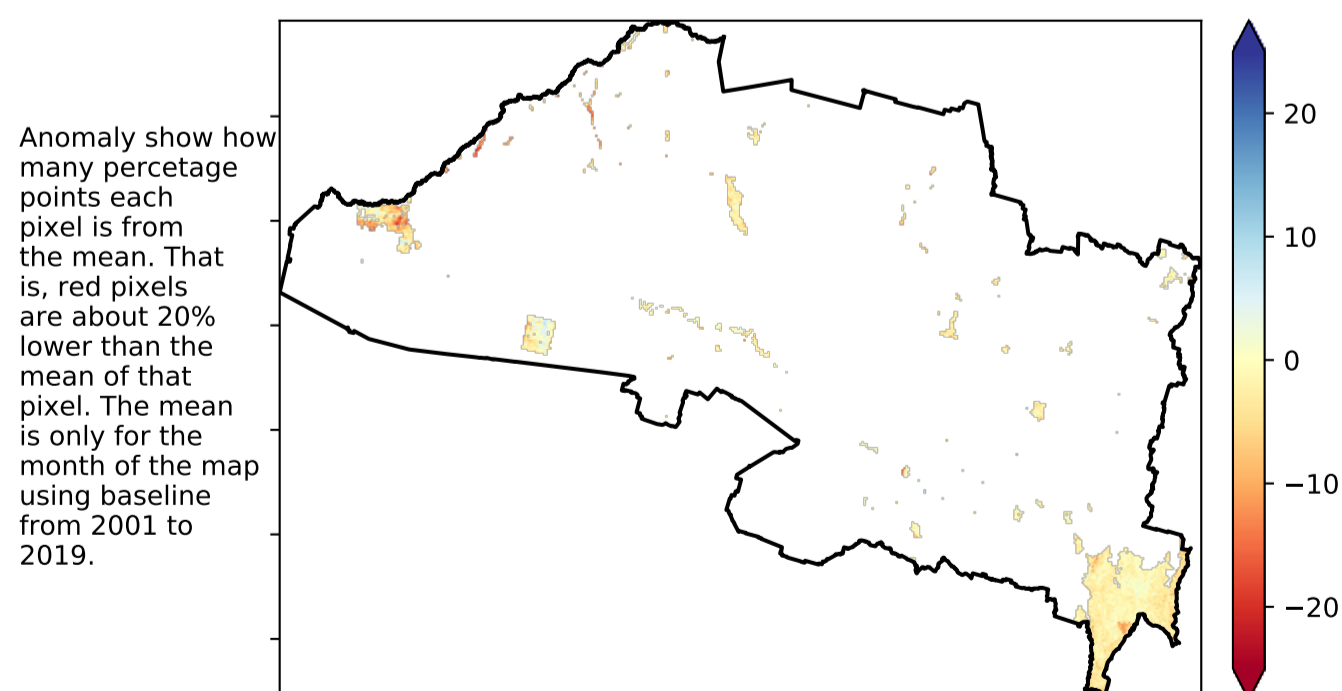 Anomaly show how
many percetage
points each
pixel is from
the mean. That
is, red pixels
are about 20%
lower than the
mean of that
pixel. The mean
is only for the
month of the map
using baseline
from 2001 to
2019.
20
10
0
−10
−20